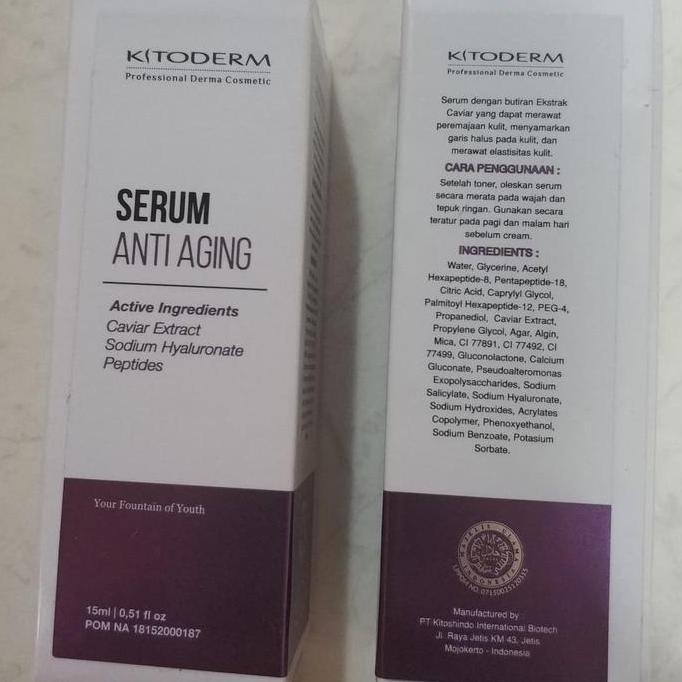 KITODERM
Professional Derma Cosmetic
SERUM
ANTI AGING
Active Ingredients
Caviar Extract
Sodium Hyaluronate
Peptides
Your Fountain of Youth
15ml | 0,51 fl oz
POM NA 18152000187
KITODERM
Professional Derma Cosmetic
Serum dengan butiran Ekstrak
Caviar yang dapat merawat
peremajaan kulit, menyamarkan
garis halus pada kulit, dan
merawat elastisitas kulit.
CARA PENGGUNAAN :
Setelah toner, oleskan serum
secara merata pada wajah dan
tepuk ringan. Gunakan secara
teratur pada pagi dan malam hari
sebelum cream.
INGREDIENTS :
Water, Glycerine, Acetyl
Hexapeptide-8, Pentapeptide-18,
Citric Acid, Caprylyl Glycol,
Palmitoyl Hexapeptide-12, PEG-4,
Propanediol, Caviar Extract,
Propylene Glycol, Agar, Algin,
Mica, CI 77891, CI 77492, CI
77499, Gluconolactone, Calcium
Gluconate, Pseudoalteromonas
Exopolysaccharides, Sodium
Salicylate, Sodium Hyaluronate,
Sodium Hydroxides, Acrylates
Copolymer, Phenoxyethanol,
Sodium Benzoate, Potasium
Sorbate.
MAJELIS ULAMA
INDONESIA
LPPOM NO.
Manufactured by :
PT Kitoshindo International Biotech
Jl. Raya Jetis KM 43, Jetis
Mojokerto - Indonesia